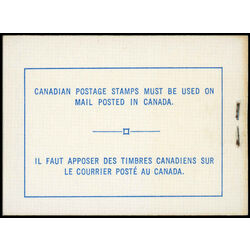 CANADIAN POSTAGE STAMPS MUST BE USED ON
MAIL POSTED IN CANADA.
IL FAUT APPOSER DES TIMBRES CANADIENS SUR
LE COURRIER POSTÉ AU CANADA.